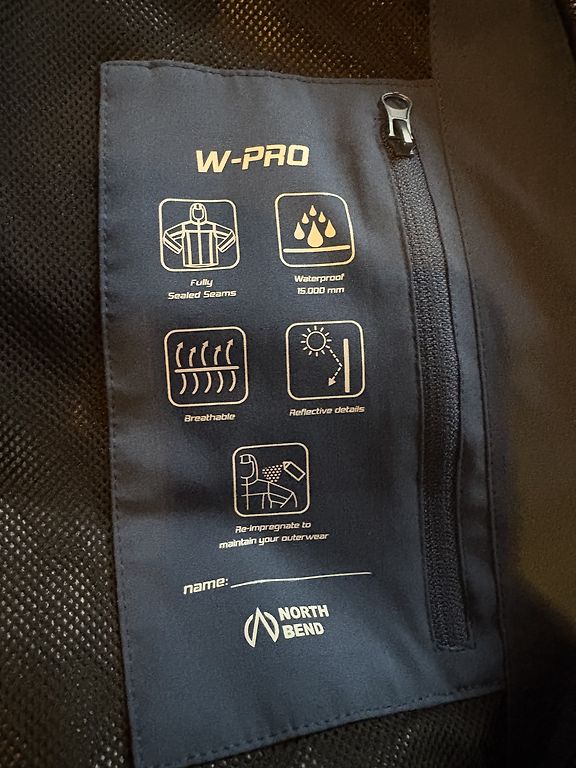 W-PRO
Fully
Sealed Seams
Waterproof
15.000 mm
Breathable
Reflective details
Re-impregnate to
maintain your outerwear
name:
NORTH
BEND